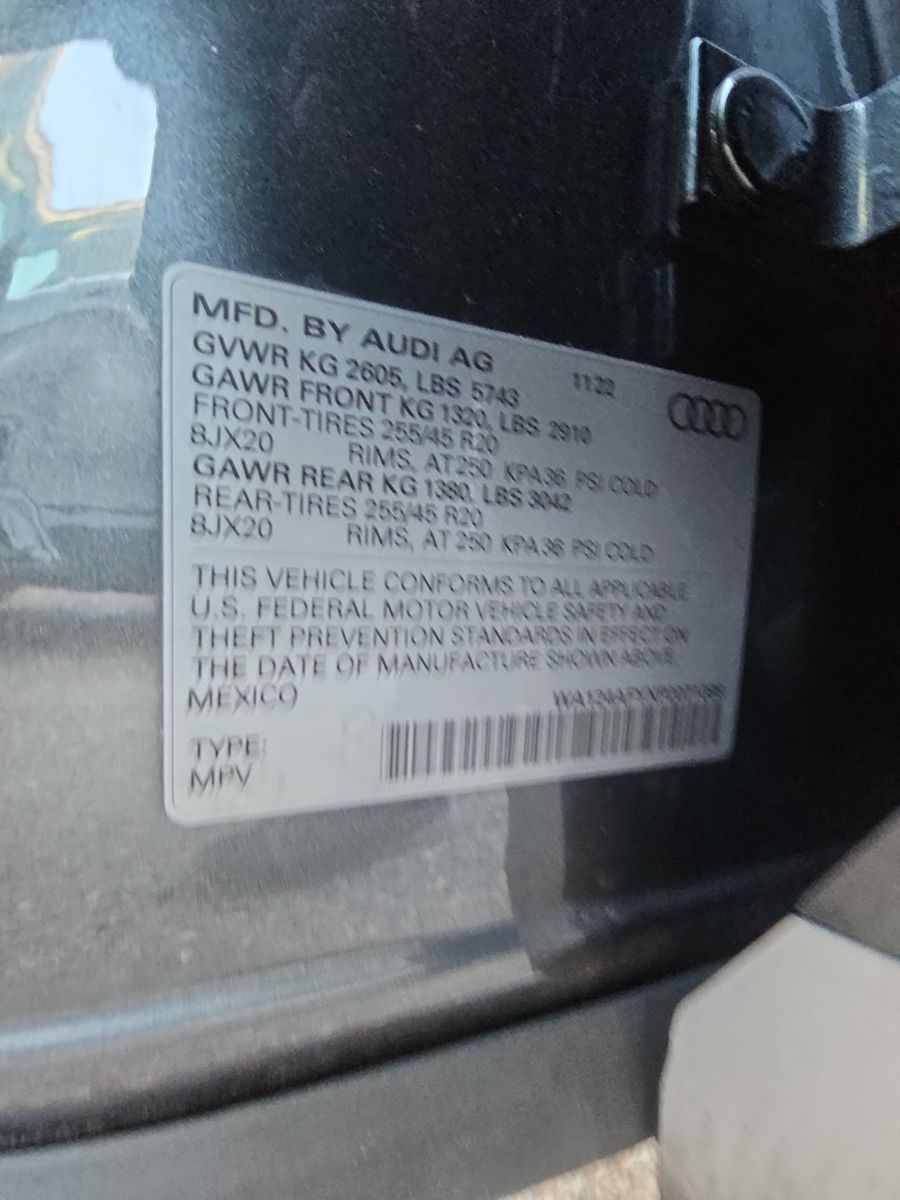 MFD. BY AUDI AG 11 22
GVWR KG 2605, LBS 5743
GAWR FRONT KG 1320, LBS 2910
FRONT-TIRES 255/45 R20
8JX20 RIMS, AT 250 KPA 36 PSI COLD
GAWR REAR KG 1380, LBS 3042
REAR-TIRES 255/45 R20
8JX20 RIMS, AT 250 KPA 36 PSI COLD
THIS VEHICLE CONFORMS TO ALL APPLICABLE
U.S. FEDERAL MOTOR VEHICLE SAFETY AND
THEFT PREVENTION STANDARDS IN EFFECT ON
THE DATE OF MANUFACTURE SHOWN ABOVE.
MEXICO
TYPE:
MPV